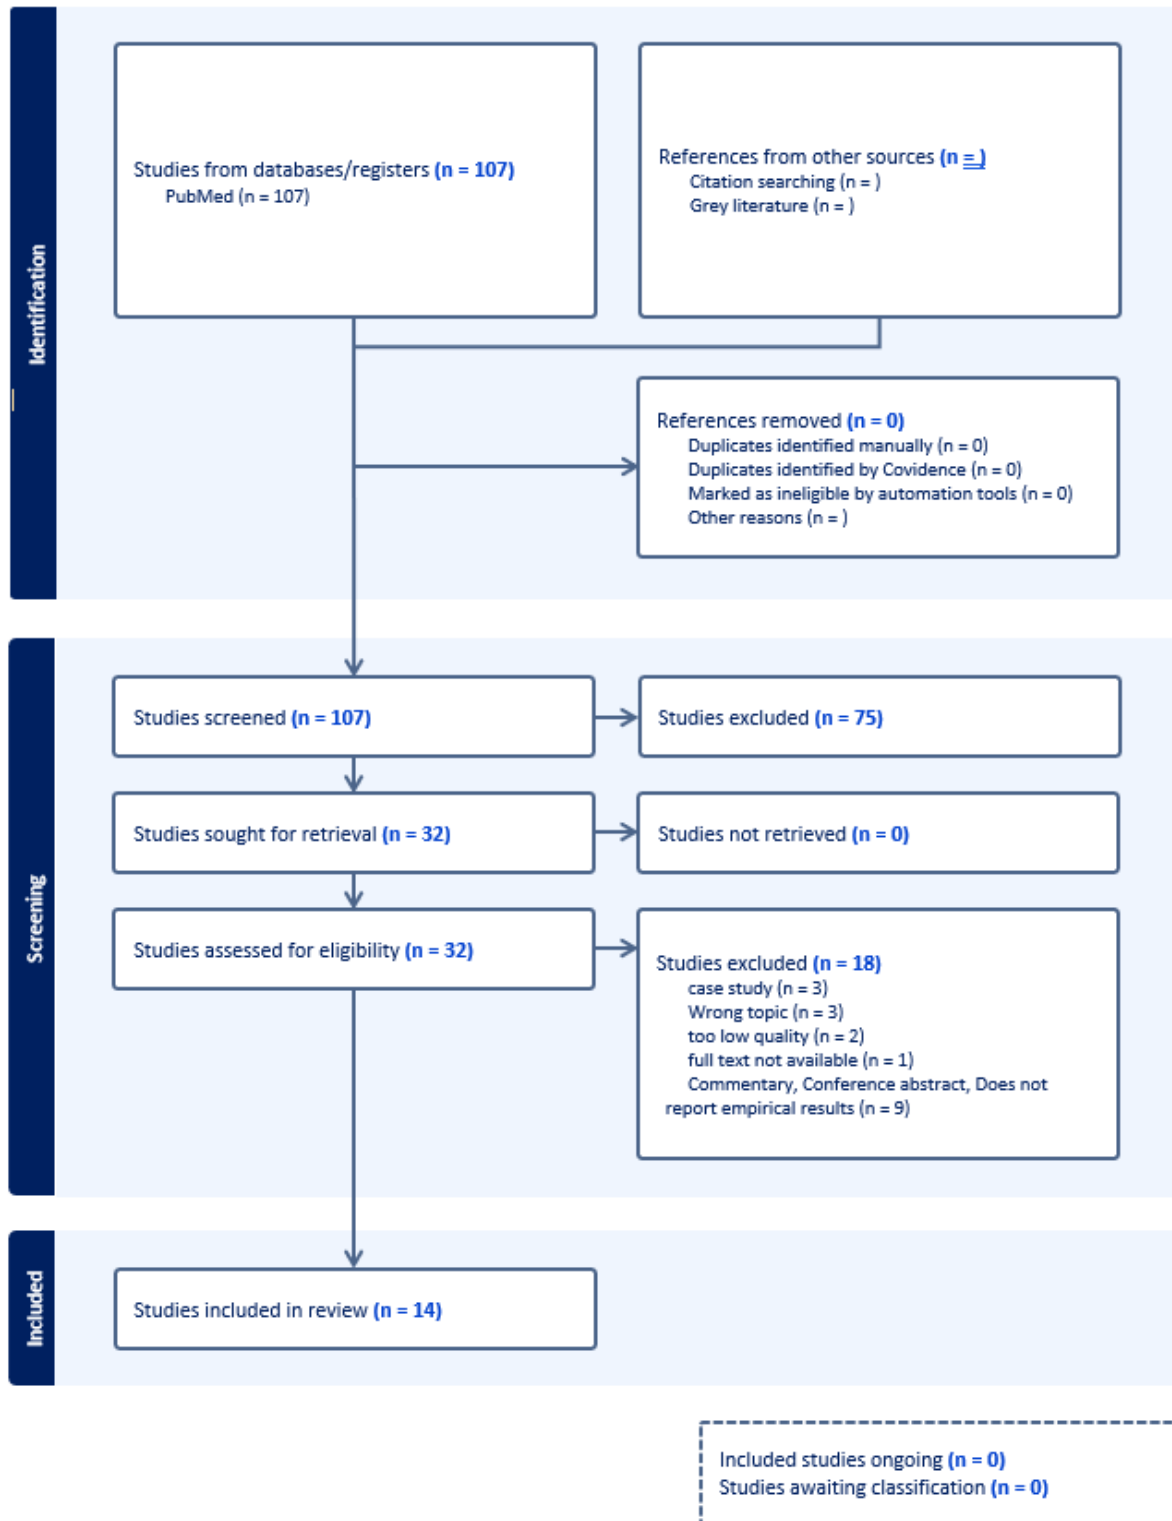 Identification
Studies from databases/registers (n = 107)
PubMed (n = 107)
References from other sources (n = )
Citation searching (n = )
Grey literature (n = )
References removed (n = 0)
Duplicates identified manually (n = 0)
Duplicates identified by Covidence (n = 0)
Marked as ineligible by automation tools (n = 0)
Other reasons (n = )
Screening
Studies screened (n = 107)
Studies excluded (n = 75)
Studies sought for retrieval (n = 32)
Studies not retrieved (n = 0)
Studies assessed for eligibility (n = 32)
Studies excluded (n = 18)
case study (n = 3)
Wrong topic (n = 3)
too low quality (n = 2)
full text not available (n = 1)
Commentary, Conference abstract, Does not
report empirical results (n = 9)
Included
Studies included in review (n = 14)
Included studies ongoing (n = 0)
Studies awaiting classification (n = 0)